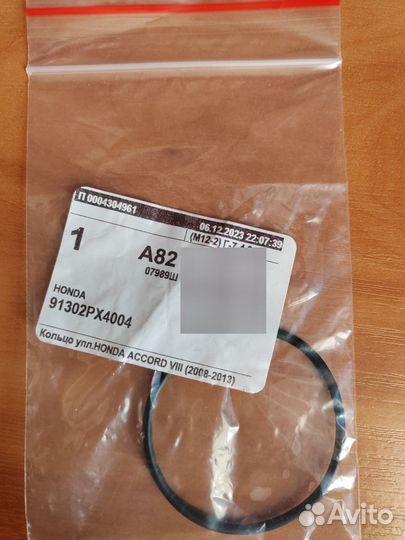 П 0004304961
06.12.2023 22:07:39
(М12-2)
1
A82
07989Ш
HONDA
91302PX4004
Кольцо упл.HONDA ACCORD VIII (2008-2013)
Avito